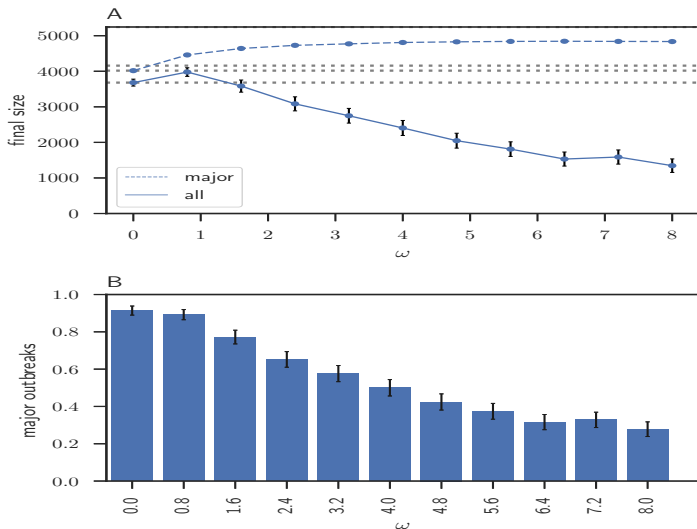 A
5000
4000
3000
2000
1000
0
final size
major
all
0 1 2 3 4 5 6 7 8
ω
B
1.0
0.8
0.6
0.4
0.2
0.0
major outbreaks
0.0 0.8 1.6 2.4 3.2 4.0 4.8 5.6 6.4 7.2 8.0
ω